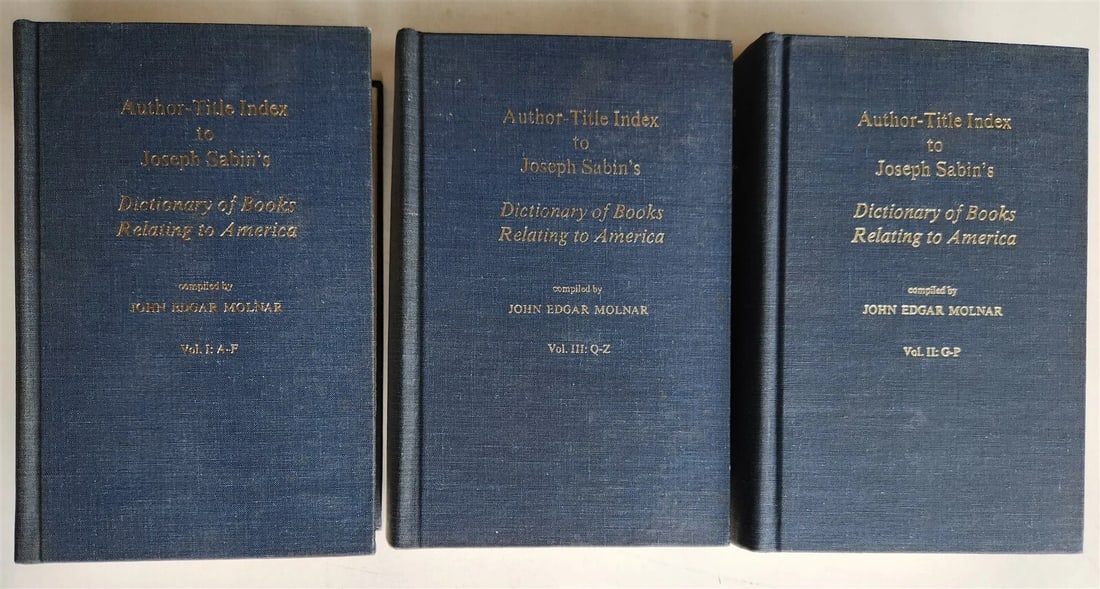 Author-Title Index
to
Joseph Sabin's
Dictionary of Books
Relating to America
compiled by
JOHN EDGAR MOLNAR
Vol. I: A-F
Author-Title Index
to
Joseph Sabin's
Dictionary of Books
Relating to America
compiled by
JOHN EDGAR MOLNAR
Vol. III: Q-Z
Author-Title Index
to
Joseph Sabin's
Dictionary of Books
Relating to America
compiled by
JOHN EDGAR MOLNAR
Vol. II: G-P